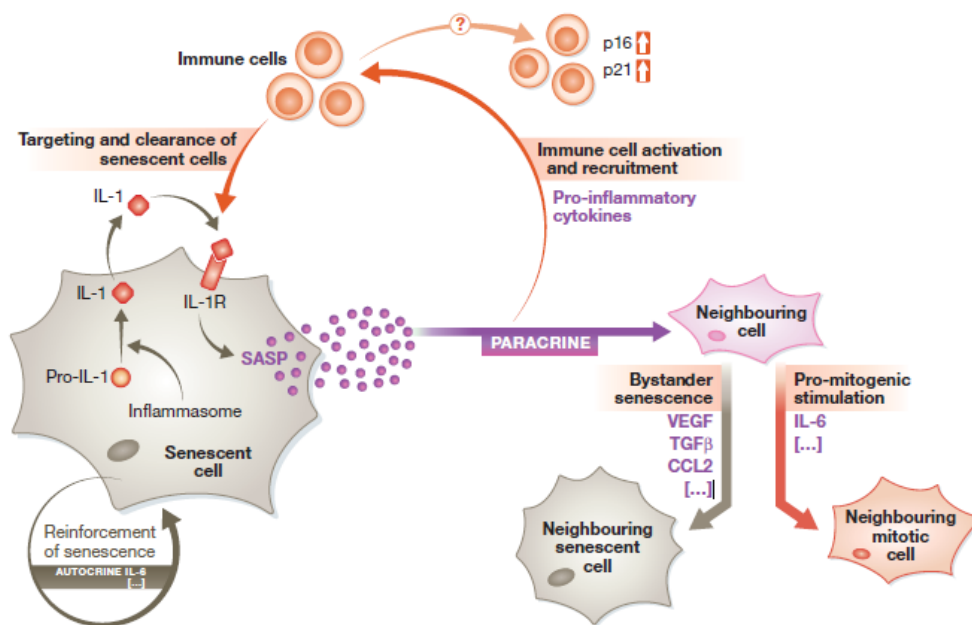 ?
p16
p21
Immune cells
Targeting and clearance of
senescent cells
Immune cell activation
and recruitment
Pro-inflammatory
cytokines
IL-1
IL-1
IL-1R
Pro-IL-1
Inflammasome
SASP
Senescent
cell
PARACRINE
Neighbouring
cell
Bystander
senescence
VEGF
TGFβ
CCL2
[...]
Pro-mitogenic
stimulation
IL-6
[...]
Reinforcement
of senescence
AUTOCRINE IL-6
[...]
Neighbouring
senescent
cell
Neighbouring
mitotic
cell